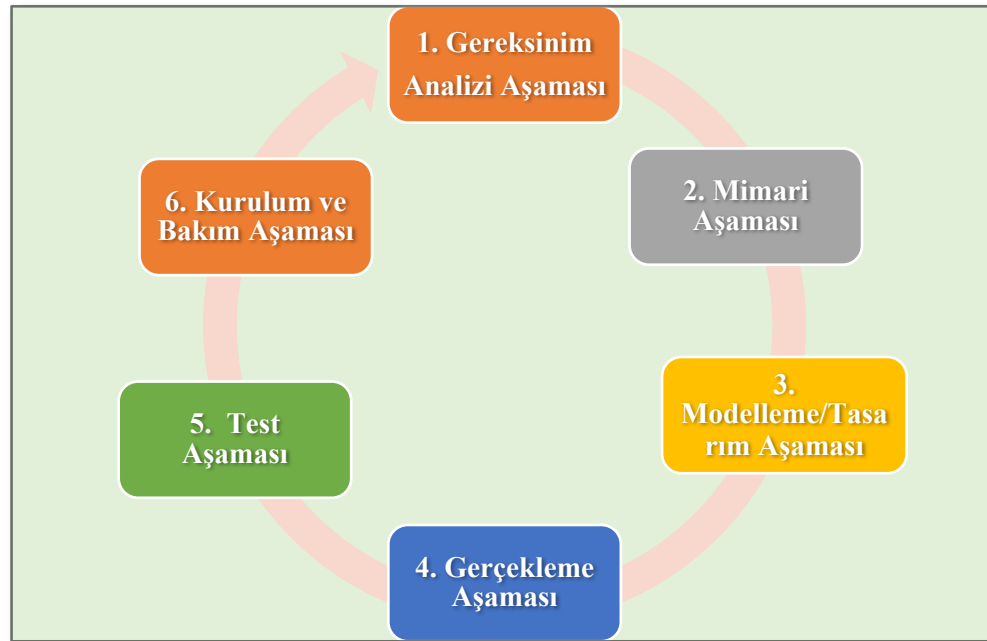 1. Gereksinim
Analizi Aşaması
2. Mimari
Aşaması
3.
Modelleme/Tasa
rım Aşaması
4. Gerçekleme
Aşaması
5. Test
Aşaması
6. Kurulum ve
Bakım Aşaması